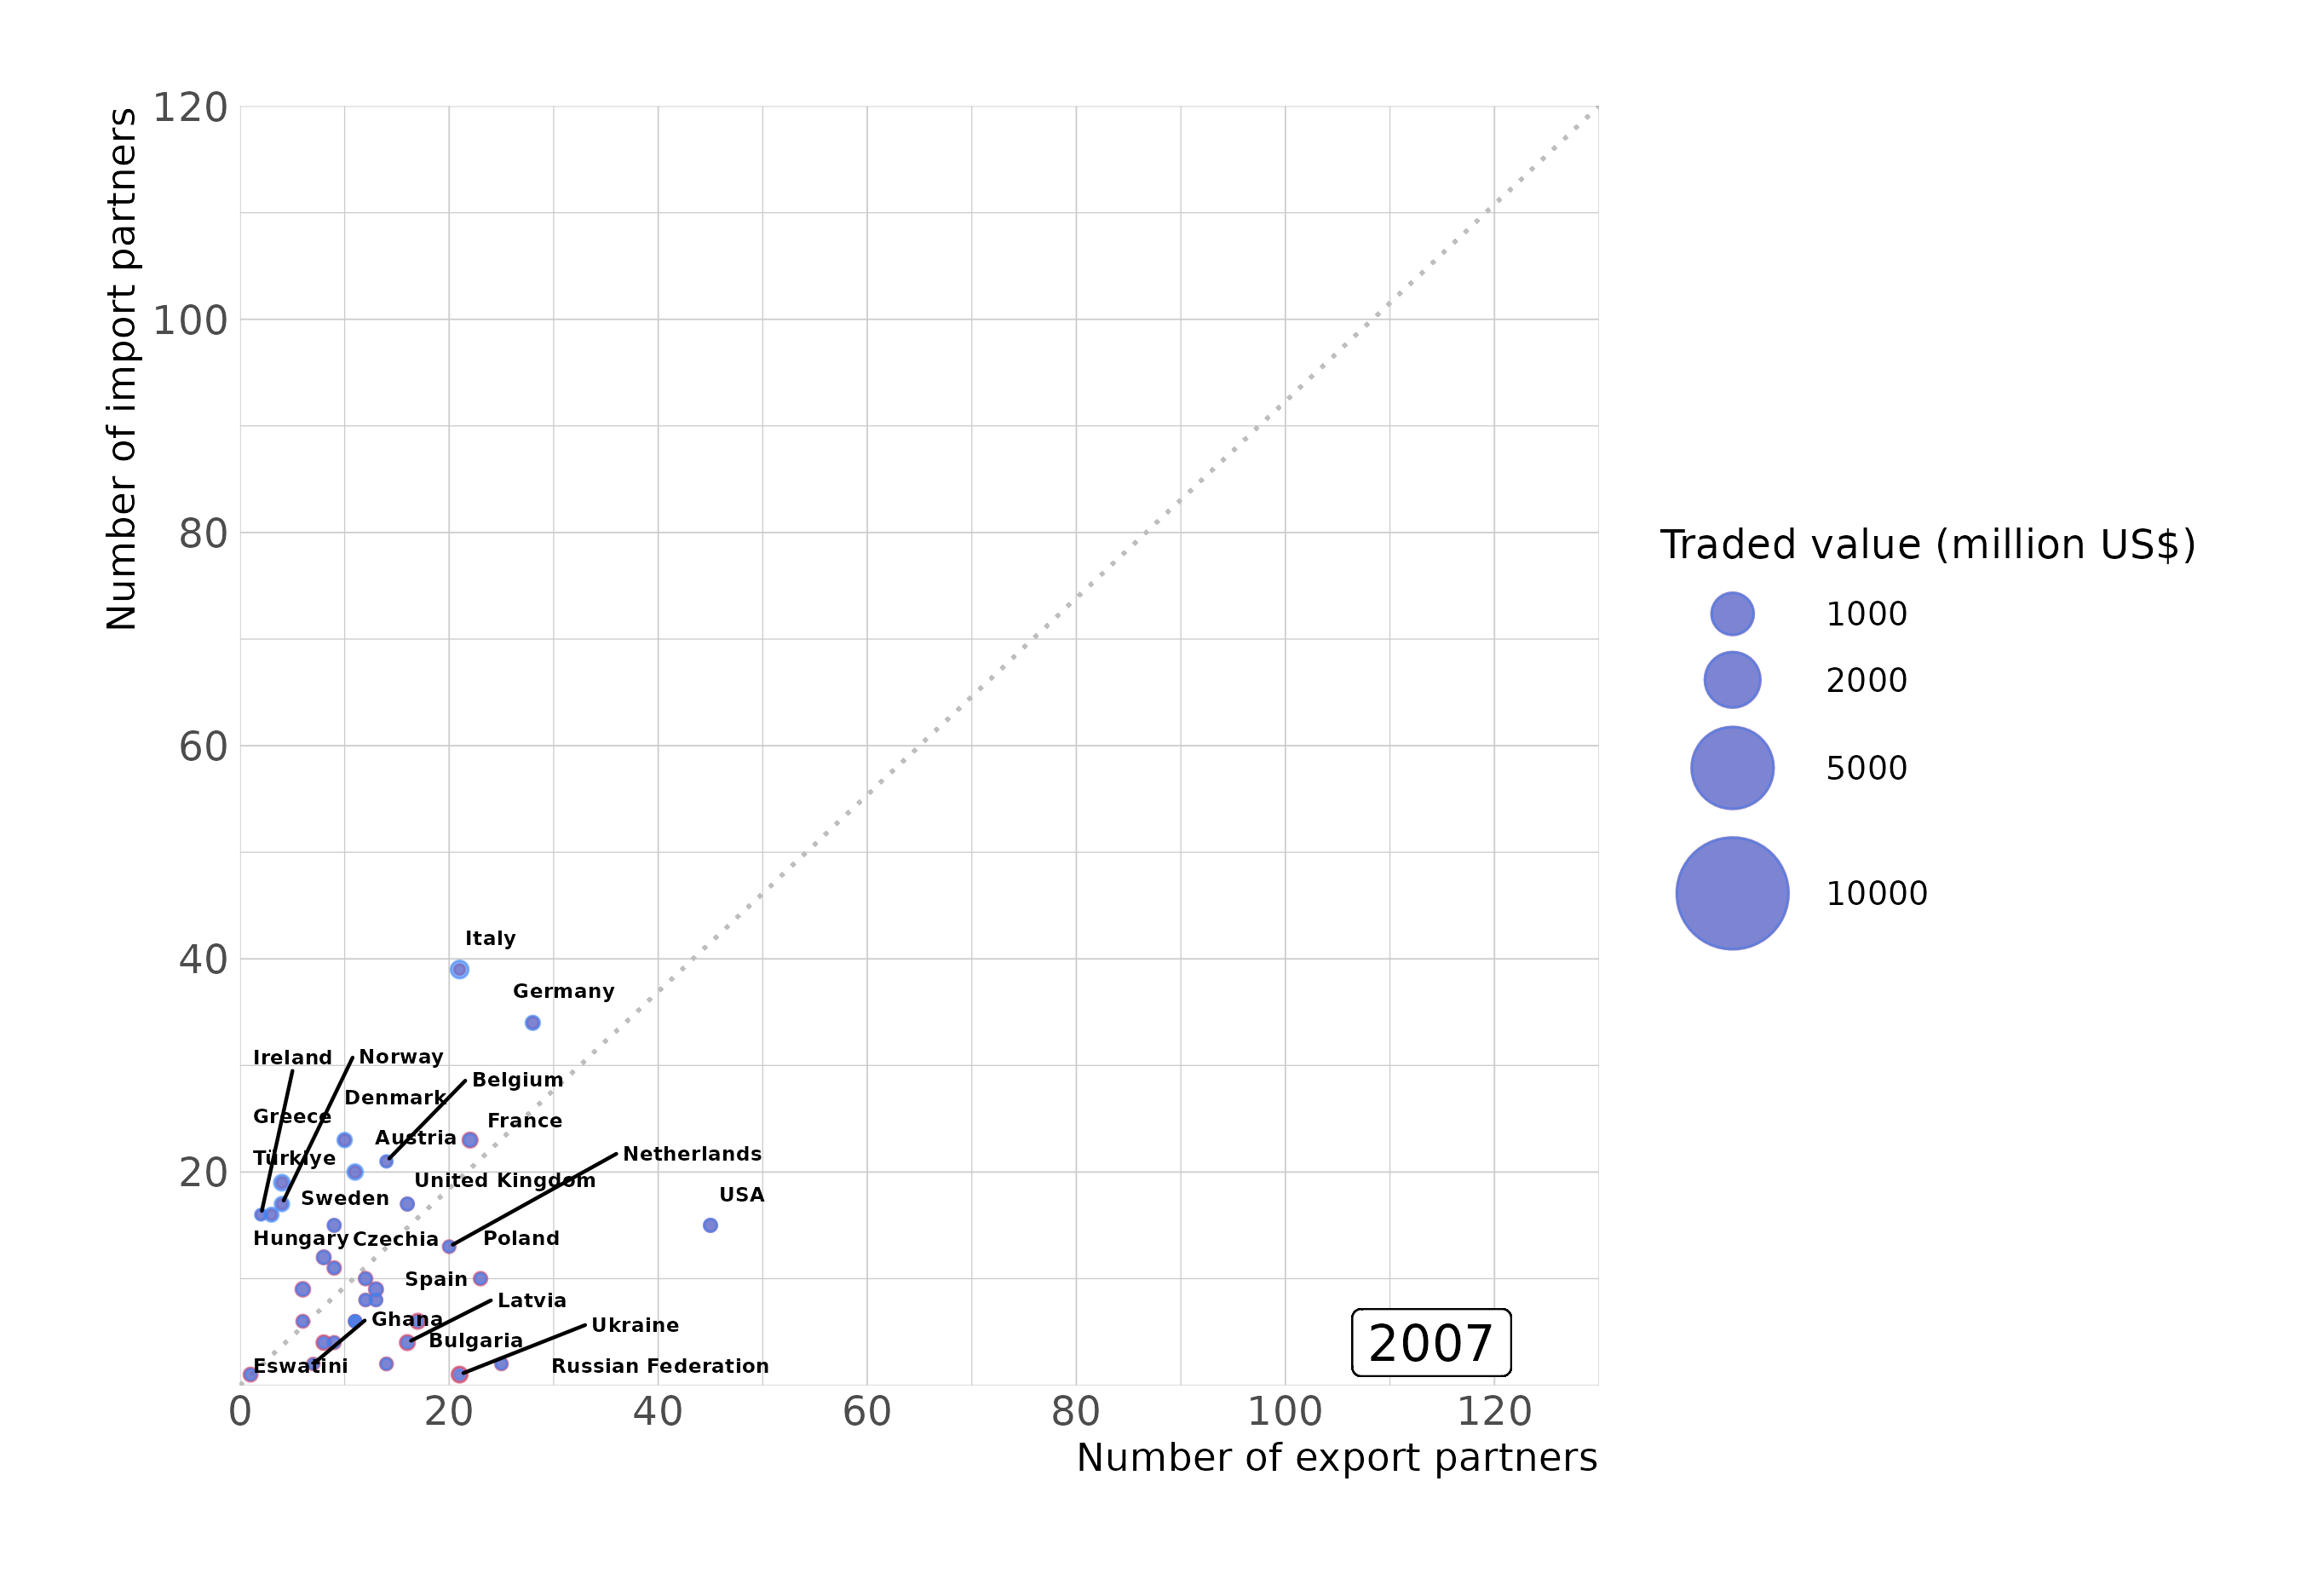 Number of import partners
120
100
80
60
40
20
Italy
Germany
Ireland
Norway
Belgium
Denmark
Greece
France
Austria
Netherlands
Türkiye
United Kingdom
USA
Sweden
Hungary
Czechia
Poland
Spain
Latvia
Ghana
Ukraine
Bulgaria
Eswatini
Russian Federation
2007
0
20
40
60
80
100
120
Number of export partners
Traded value (million US$)
1000
2000
5000
10000